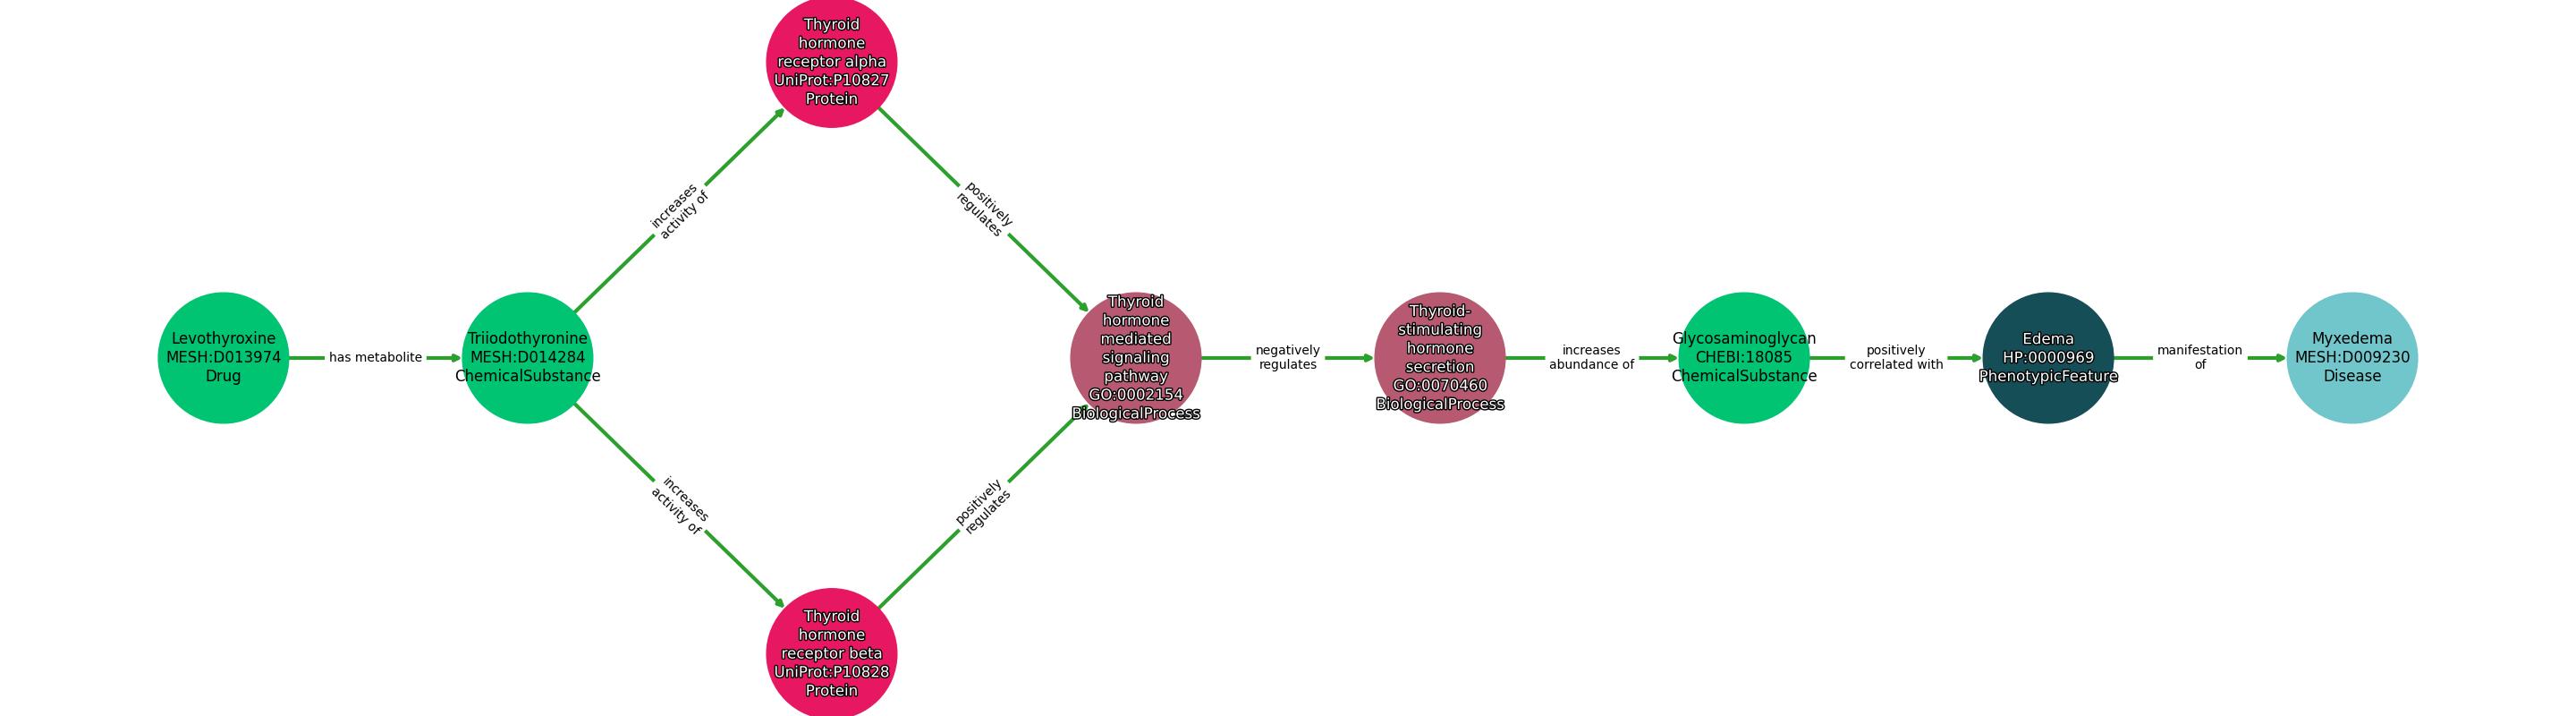 Thyroid
hormone
receptor alpha
UniProt:P10827
Protein
increases
activity of
positively
regulates
Levothyroxine
MESH:D013974
Drug
has metabolite
Triiodothyronine
MESH:D014284
ChemicalSubstance
Thyroid
hormone
mediated
signaling
pathway
GO:0002154
BiologicalProcess
negatively
regulates
Thyroid-
stimulating
hormone
secretion
GO:0070460
BiologicalProcess
increases
abundance of
Glycosaminoglycan
CHEBI:18085
ChemicalSubstance
positively
correlated with
Edema
HP:0000969
PhenotypicFeature
manifestation
of
Myxedema
MESH:D009230
Disease
increases
activity of
positively
regulates
Thyroid
hormone
receptor beta
UniProt:P10828
Protein